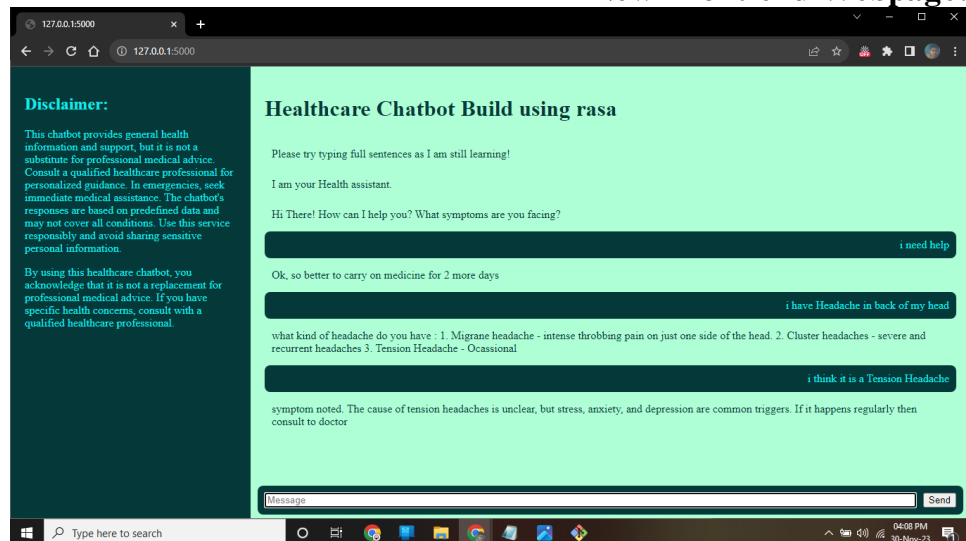 127.0.0.1:5000
127.0.0.1:5000
OFF
Disclaimer:
This chatbot provides general health
information and support, but it is not a
substitute for professional medical advice.
Consult a qualified healthcare professional for
personalized guidance. In emergencies, seek
immediate medical assistance. The chatbot's
responses are based on predefined data and
may not cover all conditions. Use this service
responsibly and avoid sharing sensitive
personal information.
By using this healthcare chatbot, you
acknowledge that it is not a replacement for
professional medical advice. If you have
specific health concerns, consult with a
qualified healthcare professional.
Healthcare Chatbot Build using rasa
Please try typing full sentences as I am still learning!
I am your Health assistant.
Hi There! How can I help you? What symptoms are you facing?
i need help
Ok, so better to carry on medicine for 2 more days
i have Headache in back of my head
what kind of headache do you have : 1. Migrane headache - intense throbbing pain on just one side of the head. 2. Cluster headaches - severe and
recurrent headaches 3. Tension Headache - Ocassional
i think it is a Tension Headache
symptom noted. The cause of tension headaches is unclear, but stress, anxiety, and depression are common triggers. If it happens regularly then
consult to doctor
Message
Send
Type here to search
04:08 PM
30-Nov-23